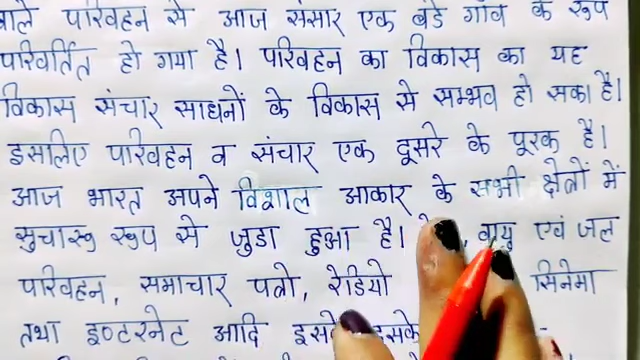 वाले परिवहन से आज संसार एक बडे गाँव के रूप
परिवर्तित हो गया है। परिवहन का विकास का यह
विकास संचार साधनों के विकास से सम्भव हो सका है।
इसलिए परिवहन व संचार एक दूसरे के पूरक है।
आज भारत अपने विशाल आकार के सभी क्षेत्रों में
सुचारू रूप से जुडा हुआ है। वायु एवं जल
परिवहन, समाचार पत्रो, रेडियो सिनेमा
तथा इण्टरनेट आदि इसके